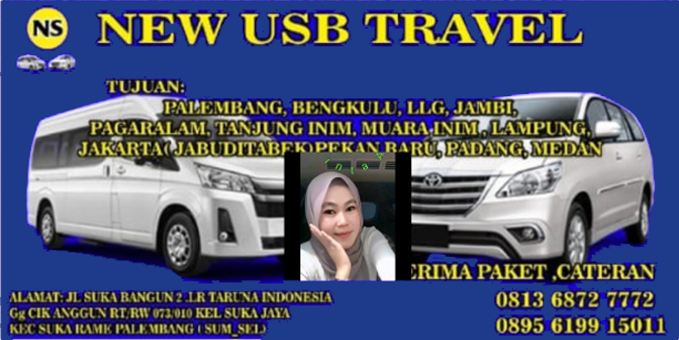 NS
NEW USB TRAVEL
TUJUAN:
PALEMBANG, BENGKULU, LLG, JAMBI,
PAGARALAM, TANJUNG INIM, MUARA INIM , LAMPUNG,
JAKARTA( JABUDITABEK)PEKAN BARU, PADANG, MEDAN
ERIMA PAKET ,CATERAN
ALAMAT: JL SUKA BANGUN 2 .LR TARUNA INDONESIA
Gg CIK ANGGUN RT/RW 073/010 KEL SUKA JAYA
KEC SUKA RAME PALEMBANG ( SUM_SEL)
0813 6872 7772
0895 6199 15011